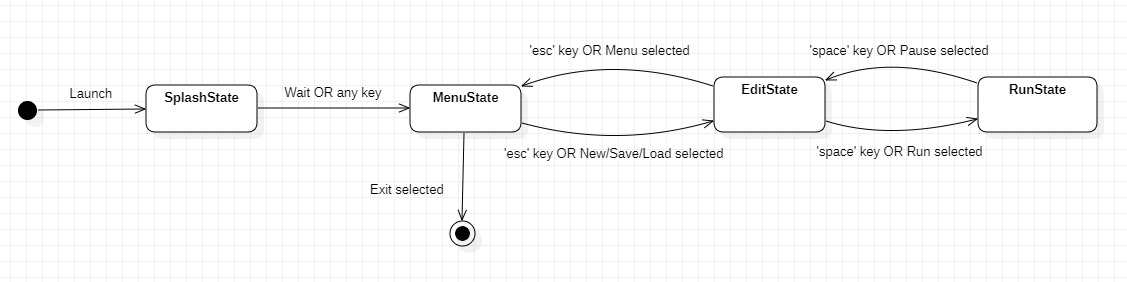 'esc' key OR Menu selected
'space' key OR Pause selected
Launch
SplashState
Wait OR any key
MenuState
EditState
RunState
'esc' key OR New/Save/Load selected
'space' key OR Run selected
Exit selected